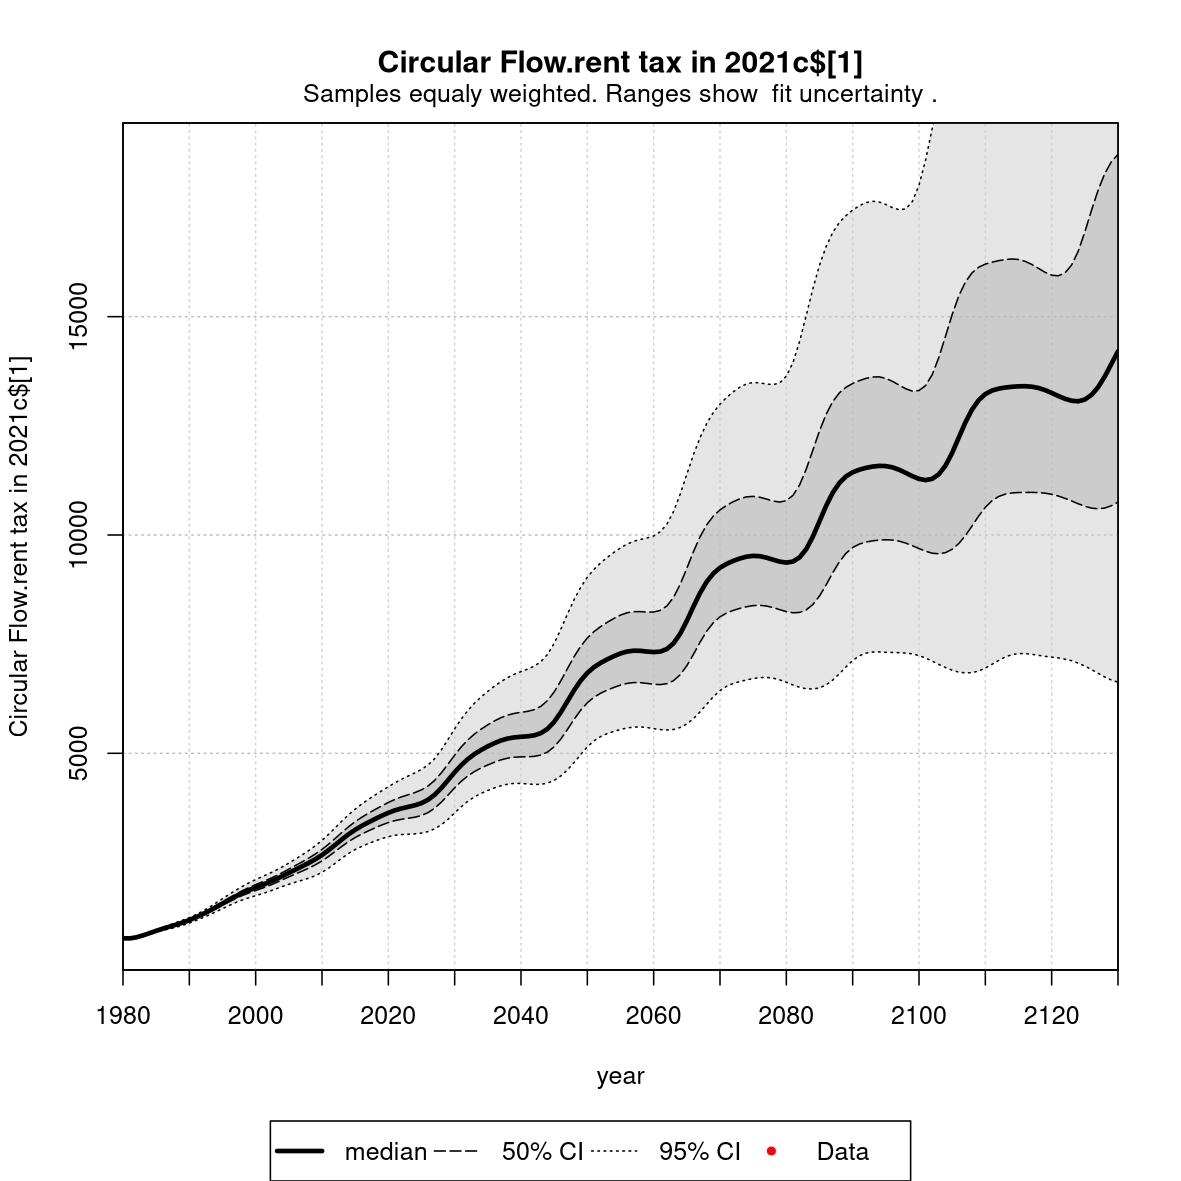 Circular Flow.rent tax in 2021c$[1]
Samples equaly weighted. Ranges show  fit uncertainty .
Circular Flow.rent tax in 2021c$[1]
15000
10000
5000
1980 2000 2020 2040 2060 2080 2100 2120
year
median 50% CI 95% CI Data